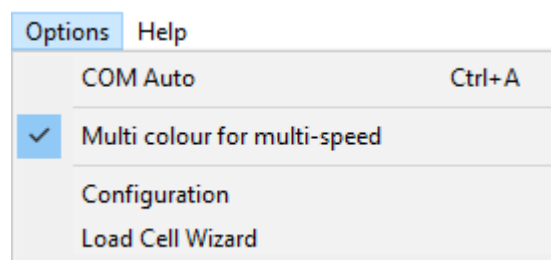 Options Help
COM Auto Ctrl+A
Multi colour for multi-speed
Configuration
Load Cell Wizard